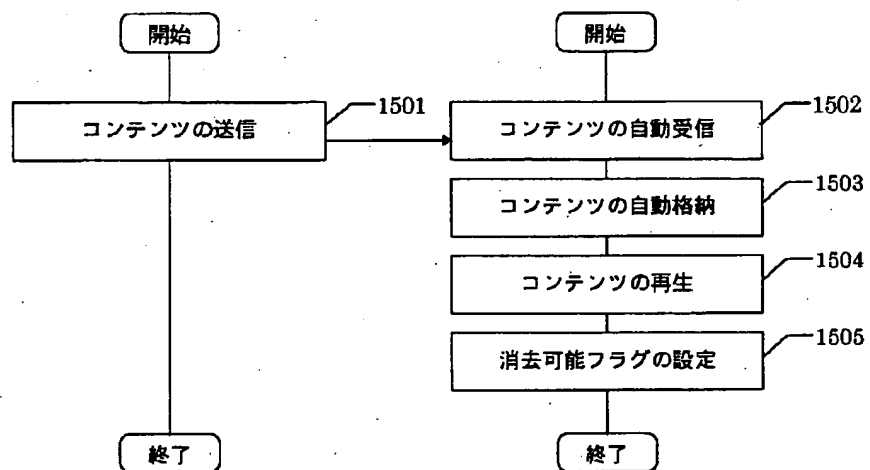 開始
コンテンツの送信
1501
終了
開始
コンテンツの自動受信
1502
コンテンツの自動格納
1503
コンテンツの再生
1504
消去可能フラグの設定
1505
終了